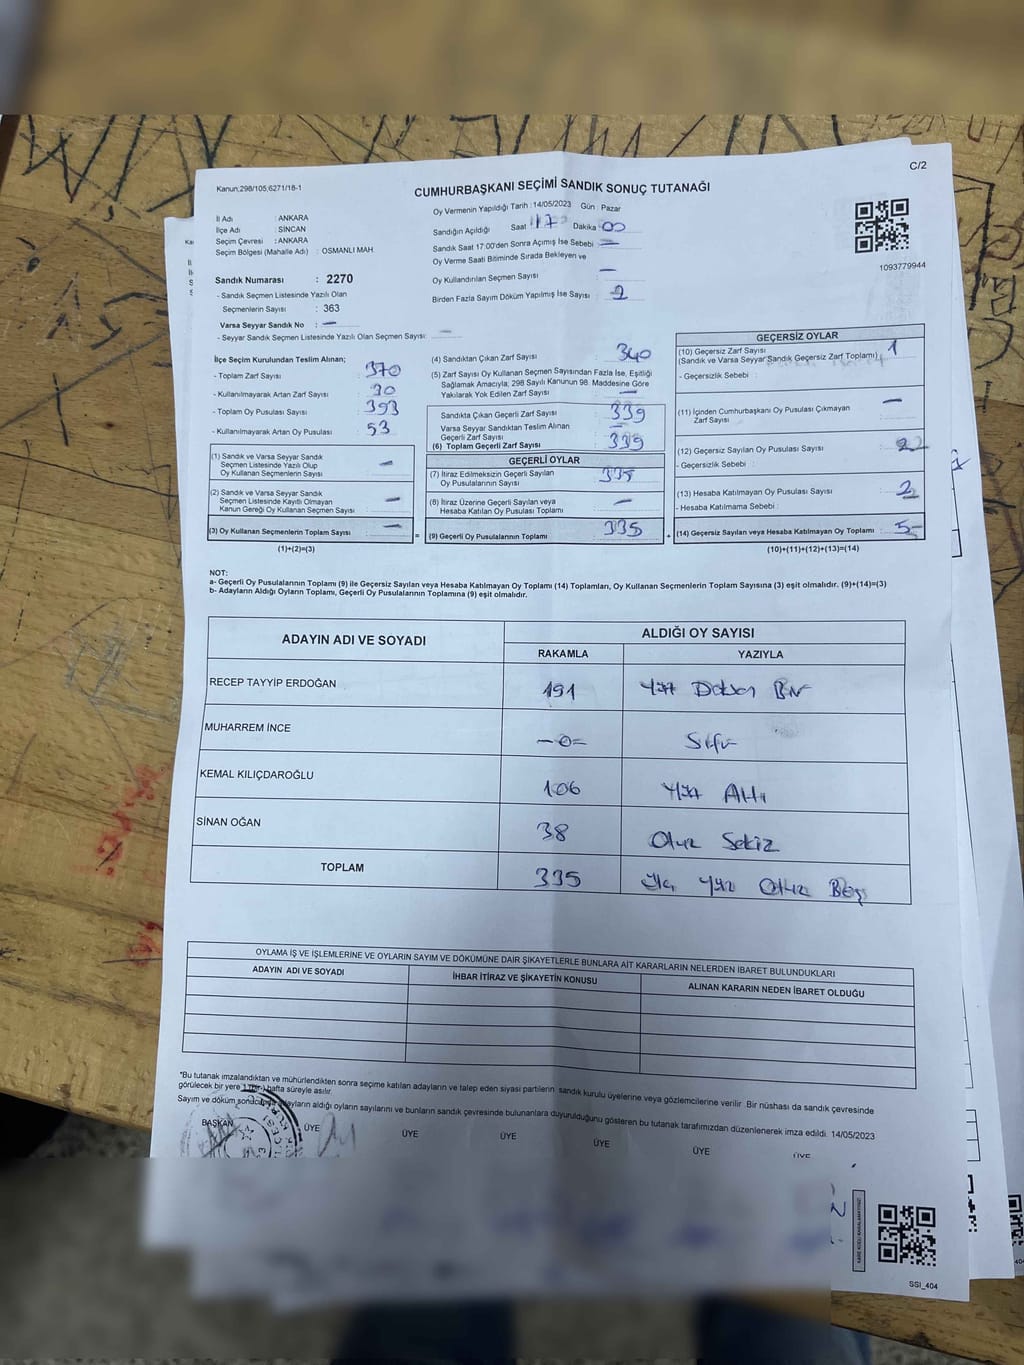 C/2
Kanun;298/105,6271/18-1
CUMHURBAŞKANI SEÇİMİ SANDIK SONUÇ TUTANAĞI
İl Adı : ANKARA
İlçe Adı : SİNCAN
Seçim Çevresi : ANKARA
Seçim Bölgesi (Mahalle Adı) : OSMANLI MAH
Sandık Numarası : 2270
- Sandık Seçmen Listesinde Yazılı Olan
Seçmenlerin Sayısı : 363
Varsa Seyyar Sandık No : —
- Seyyar Sandık Seçmen Listesinde Yazılı Olan Seçmen Sayısı: —
Oy Vermenin Yapıldığı Tarih : 14/05/2023 Gün : Pazar
Sandığın Açıldığı Saat 17 Dakika 00
Sandık Saat 17:00'den Sonra Açımış İse Sebebi : —
Oy Verme Saati Bitiminde Sırada Bekleyen ve
Oy Kullandırılan Seçmen Sayısı —
Birden Fazla Sayım Döküm Yapılmış İse Sayısı : 2
1093779944
İlçe Seçim Kurulundan Teslim Alınan;
- Toplam Zarf Sayısı : 370
- Kullanılmayarak Artan Zarf Sayısı : 30
- Toplam Oy Pusulası Sayısı : 393
- Kullanılmayarak Artan Oy Pusulası : 53
(1) Sandık ve Varsa Seyyar Sandık
Seçmen Listesinde Yazılı Olup
Oy Kullanan Seçmenlerin Sayısı : —
(2) Sandık ve Varsa Seyyar Sandık
Seçmen Listesinde Kayıtlı Olmayan
Kanun Gereği Oy Kullanan Seçmen Sayısı : —
(3) Oy Kullanan Seçmenlerin Toplam Sayısı : —
(1)+(2)=(3)
(4) Sandıktan Çıkan Zarf Sayısı : 340
(5) Zarf Sayısı Oy Kullanan Seçmen Sayısından Fazla İse, Eşitliği
Sağlamak Amacıyla; 298 Sayılı Kanunun 98. Maddesine Göre
Yakılarak Yok Edilen Zarf Sayısı : —
Sandıkta Çıkan Geçerli Zarf Sayısı : 339
Varsa Seyyar Sandıktan Teslim Alınan
Geçerli Zarf Sayısı : —
(6) Toplam Geçerli Zarf Sayısı : 339
GEÇERLİ OYLAR
(7) İtiraz Edilmeksizin Geçerli Sayılan
Oy Pusulalarının Sayısı : 335
(8) İtiraz Üzerine Geçerli Sayılan veya
Hesaba Katılan Oy Pusulası Toplamı : —
= (9) Geçerli Oy Pusulalarının Toplamı : 335 +
GEÇERSİZ OYLAR
(10) Geçersiz Zarf Sayısı
(Sandık ve Varsa Seyyar Sandık Geçersiz Zarf Toplamı) : 1
- Geçersizlik Sebebi :
(11) İçinden Cumhurbaşkanı Oy Pusulası Çıkmayan
Zarf Sayısı : —
(12) Geçersiz Sayılan Oy Pusulası Sayısı : 2
- Geçersizlik Sebebi :
(13) Hesaba Katılmayan Oy Pusulası Sayısı : 2
- Hesaba Katılmama Sebebi :
(14) Geçersiz Sayılan veya Hesaba Katılmayan Oy Toplamı : 5
(10)+(11)+(12)+(13)=(14)
NOT:
a- Geçerli Oy Pusulalarının Toplamı (9) ile Geçersiz Sayılan veya Hesaba Katılmayan Oy Toplamı (14) Toplamları, Oy Kullanan Seçmenlerin Toplam Sayısına (3) eşit olmalıdır. (9)+(14)=(3)
b- Adayların Aldığı Oyların Toplamı, Geçerli Oy Pusulalarının Toplamına (9) eşit olmalıdır.
ADAYIN ADI VE SOYADI ALDIĞI OY SAYISI
RAKAMLA YAZIYLA
RECEP TAYYİP ERDOĞAN 191 Yüz Doksan Bir
MUHARREM İNCE —0= Sıfır
KEMAL KILIÇDAROĞLU 106 Yüz Altı
SİNAN OĞAN 38 Otuz Sekiz
TOPLAM 335 Üç Yüz Otuz Beş
OYLAMA İŞ VE İŞLEMLERİNE VE OYLARIN SAYIM VE DÖKÜMÜNE DAİR ŞİKAYETLERLE BUNLARA AİT KARARLARIN NELERDEN İBARET BULUNDUKLARI
ADAYIN ADI VE SOYADI İHBAR İTİRAZ VE ŞİKAYETİN KONUSU ALINAN KARARIN NEDEN İBARET OLDUĞU
*Bu tutanak imzalandıktan ve mühürlendikten sonra seçime katılan adayların ve talep eden siyasi partilerin sandık kurulu üyelerine veya gözlemcilerine verilir. Bir nüshası da sandık çevresinde
görülecek bir yere hafta süreyle asılır.
Sayım ve döküm adayların aldığı oyların sayılarını ve bunların sandık çevresinde bulunanlara duyurulduğunu gösteren bu tutanak tarafımızdan düzenlenerek imza edildi. 14/05/2023
BAŞKAN ÜYE ÜYE ÜYE ÜYE ÜYE ÜYE
SSİ_404